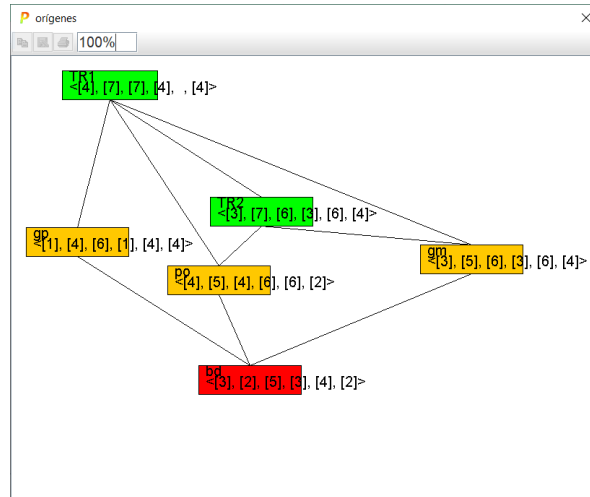 orígenes
100%
TR1
<[4], [7], [7], [4],  , [4]>
TR2
<[3], [7], [6], [3], [6], [4]>
gp
<[1], [4], [6], [1], [4], [4]>
gm
<[3], [5], [6], [3], [6], [4]>
po
<[4], [5], [4], [6], [6], [2]>
bd
<[3], [2], [5], [3], [4], [2]>